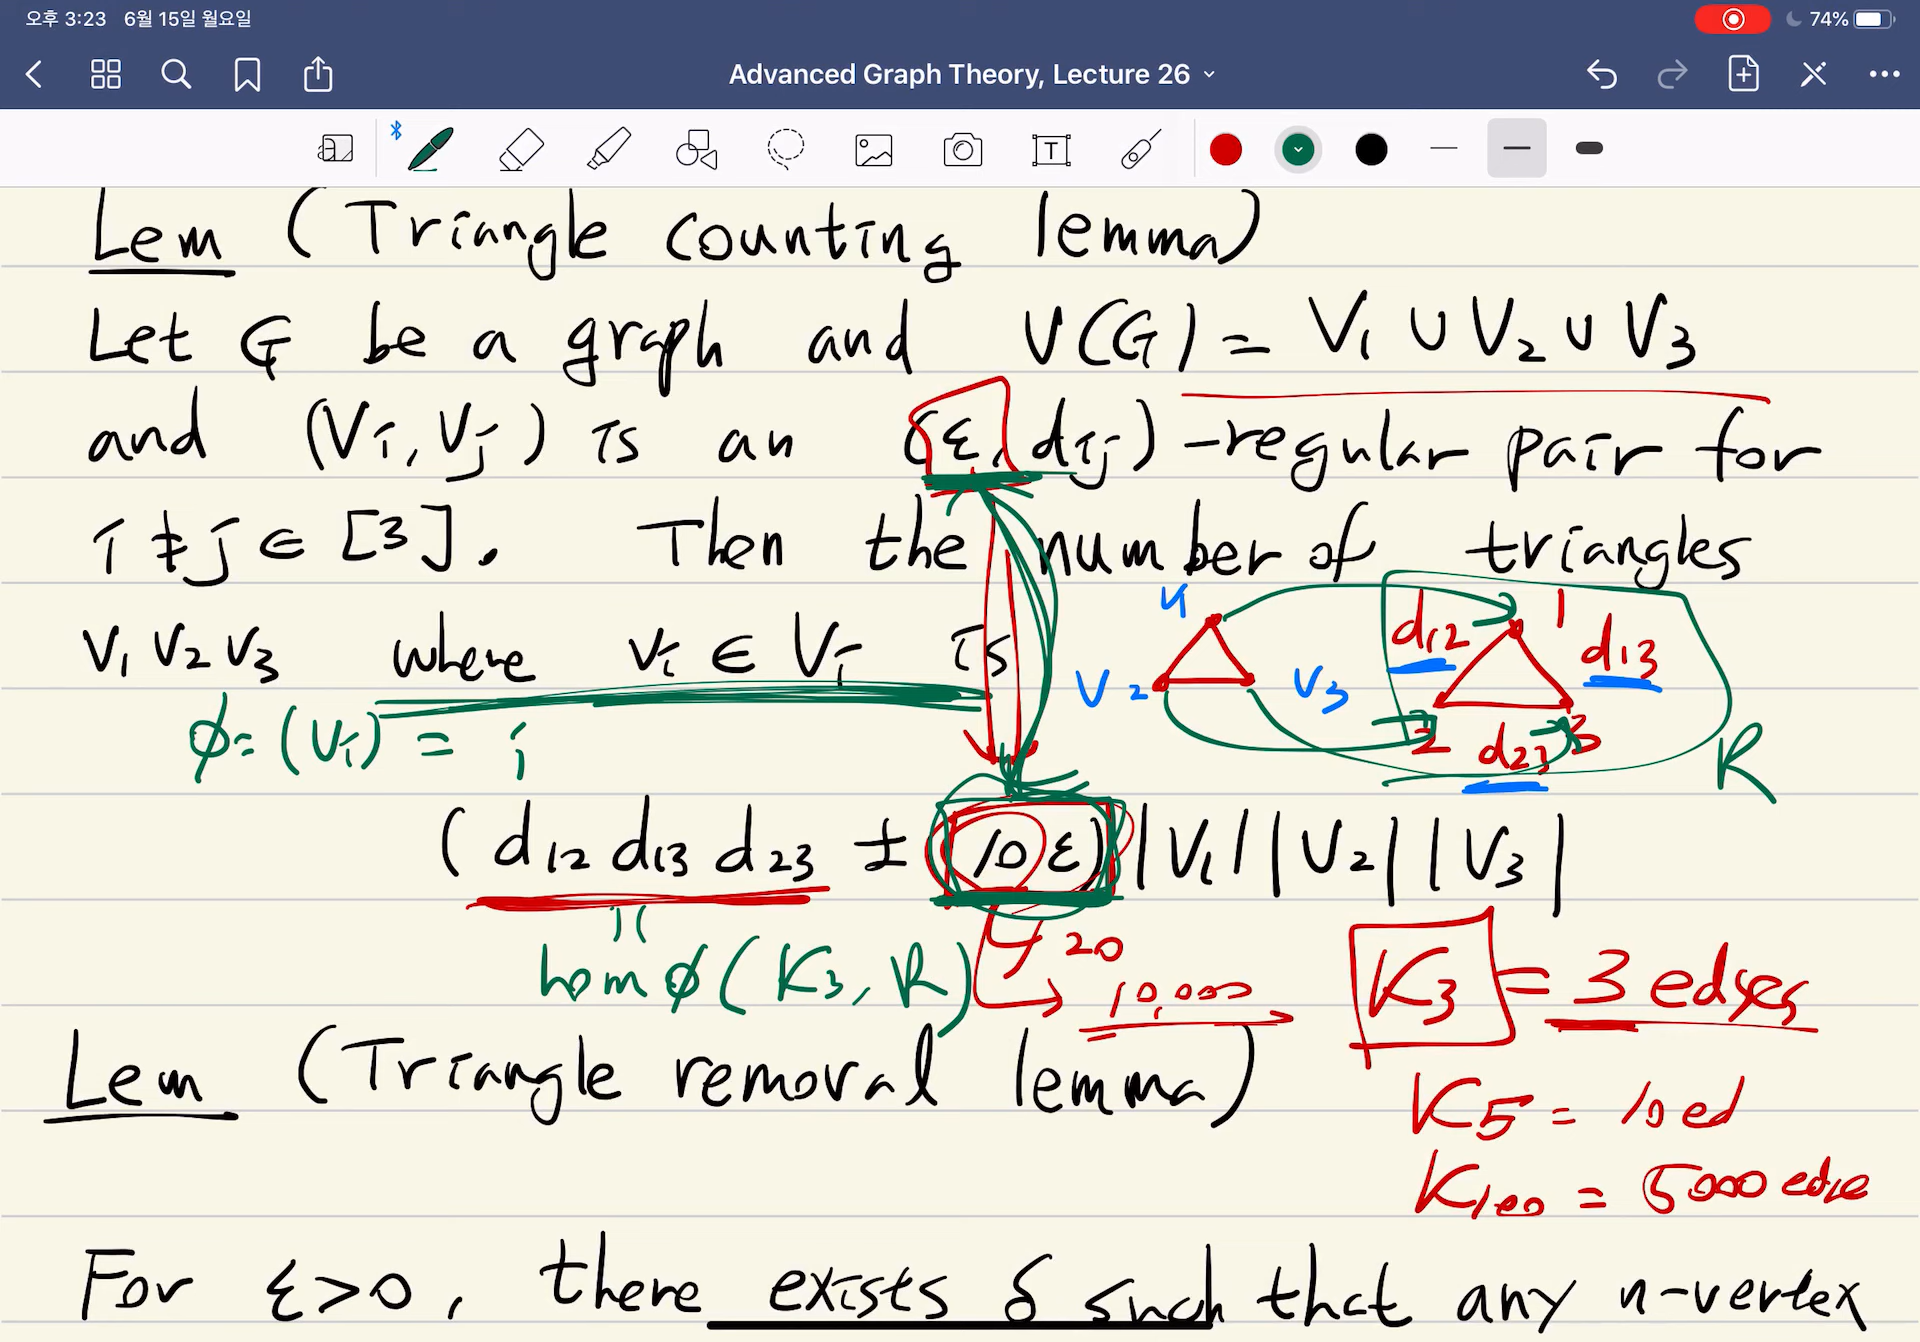 오후 3:23 6월 15일 월요일
74%
Advanced Graph Theory, Lecture 26
Lem (Triangle counting lemma)
Let G be a graph and V(G) = V₁ ∪ V₂ ∪ V₃
and (Vi, Vj) is an (ε, dij)-regular pair for
i ≠ j ∈ [3]. Then the number of triangles
v₁ v₂ v₃ where vi ∈ Vi is
V₂ V₃
d₁₂ 1 d₁₃
2 d₂₃ 3
R
φ = (Vi) = i
(d₁₂ d₁₃ d₂₃ ± 10ε) |V₁| |V₂| |V₃|
20
10,000
hom φ (K₃, R)
K₃ = 3 edges
Lem (Triangle removal lemma)
K5 = 10 ed
K₁₀₀ = 5000 edge
For ε>0, there exists δ such that any n-vertex